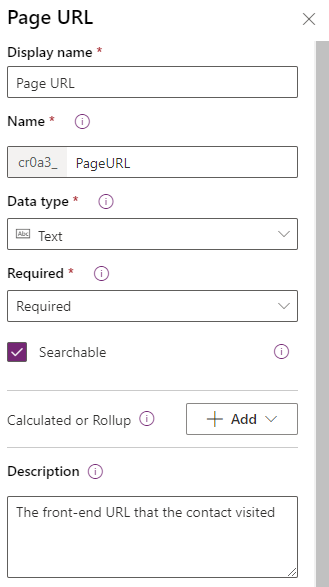 Page URL
Display name *
Page URL
Name *
cr0a3_ PageURL
Data type *
Abc Text
Required *
Required
Searchable
Calculated or Rollup
Add
Description
The front-end URL that the contact visited